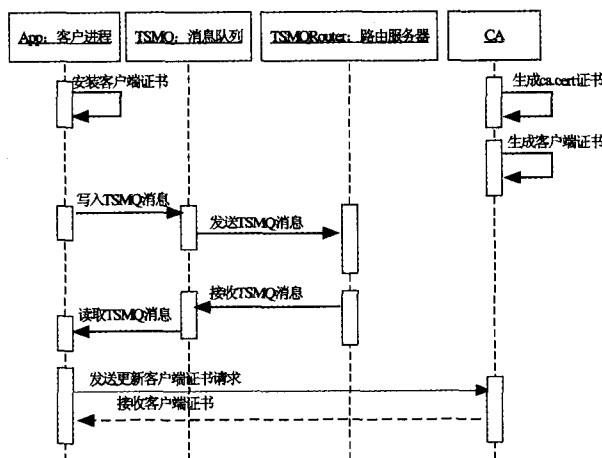 App：客户进程
TSMQ：消息队列
TSMQRouter：路由服务器
CA
安装客户端证书
生成ca.cert证书
生成客户端证书
写入TSMQ消息
发送TSMQ消息
接收TSMQ消息
读取TSMQ消息
发送更新客户端证书请求
接收客户端证书